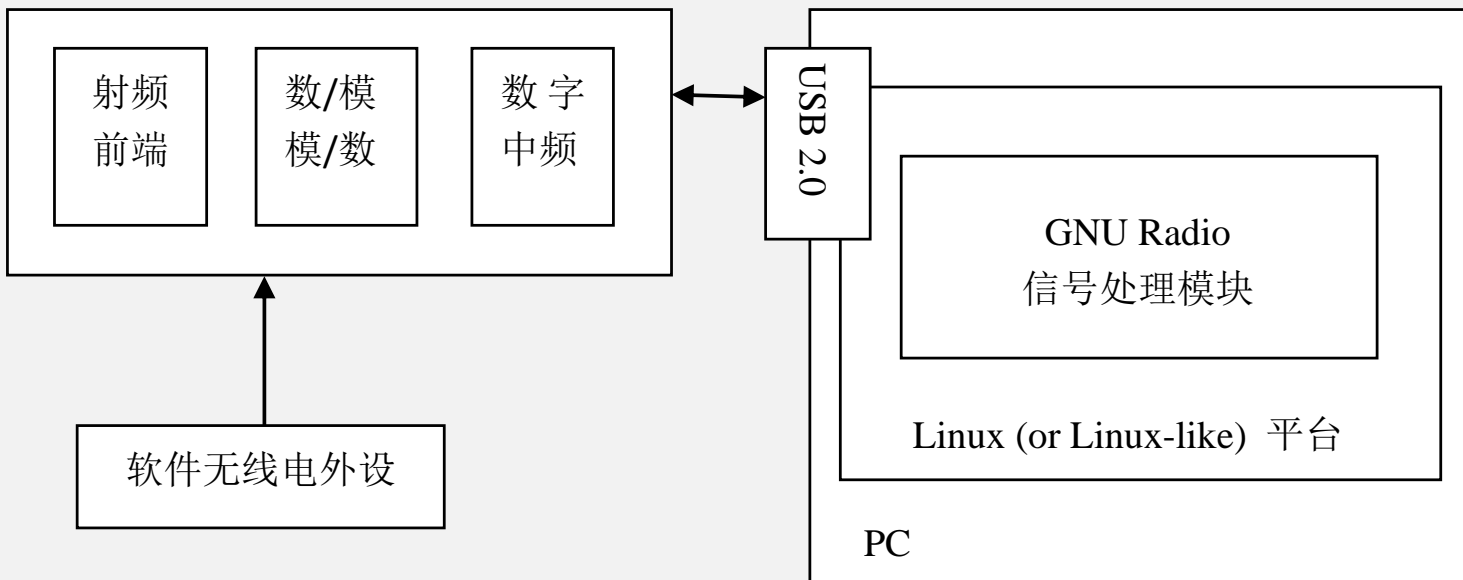 射频
前端
数/模
模/数
数 字
中频
USB 2.0
GNU Radio
信号处理模块
Linux (or Linux-like) 平台
软件无线电外设
PC